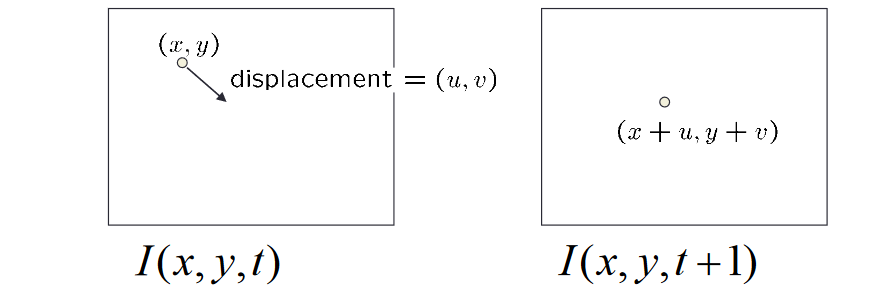 (x, y)
displacement = (u, v)
(x + u, y + v)
I(x, y, t)
I(x, y, t +1)